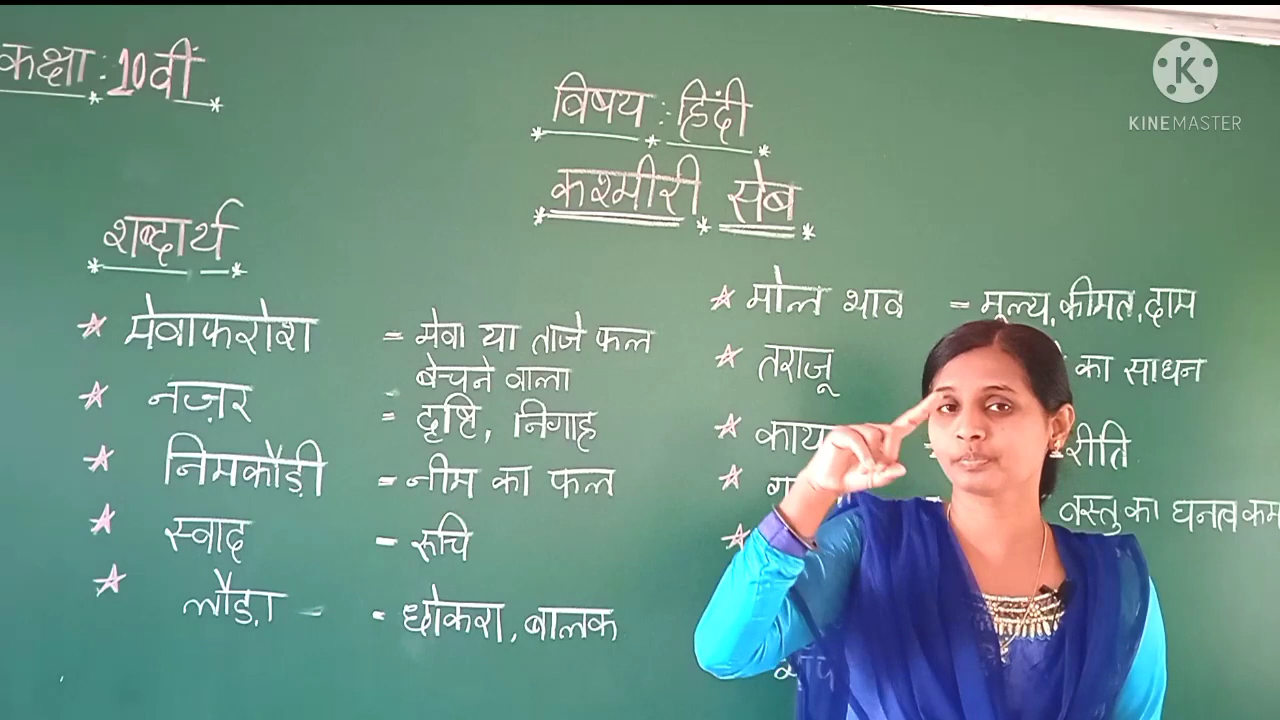 कक्षा : 10वीं
विषय : हिंदी
कश्मीरी सेब
शब्दार्थ
मेवाफरोश = मेवा या ताजे फल
बेचने वाला
नज़र = दृष्टि, निगाह
निमकौड़ी = नीम का फल
स्वाद - रूचि
लौड़ा - = छोकरा, बालक
मोल भाव = मूल्य, कीमत, दाम
तराजू का साधन
रीति
वस्तु का घनत्व कम
KINEMASTER